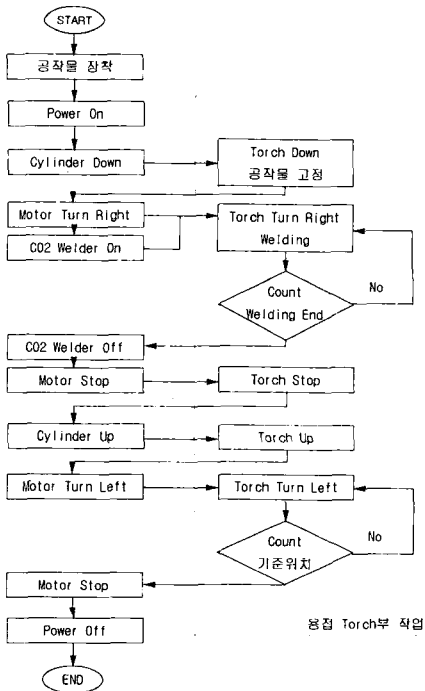 START
공작물 장착
Power On
Cylinder Down
Torch Down
공작물 고정
Motor Turn Right
Torch Turn Right
Welding
CO2 Welder On
Count
Welding End
No
CO2 Welder Off
Motor Stop
Torch Stop
Cylinder Up
Torch Up
Motor Turn Left
Torch Turn Left
Count
기준위치
No
Motor Stop
Power Off
용접 Torch부 작업
END